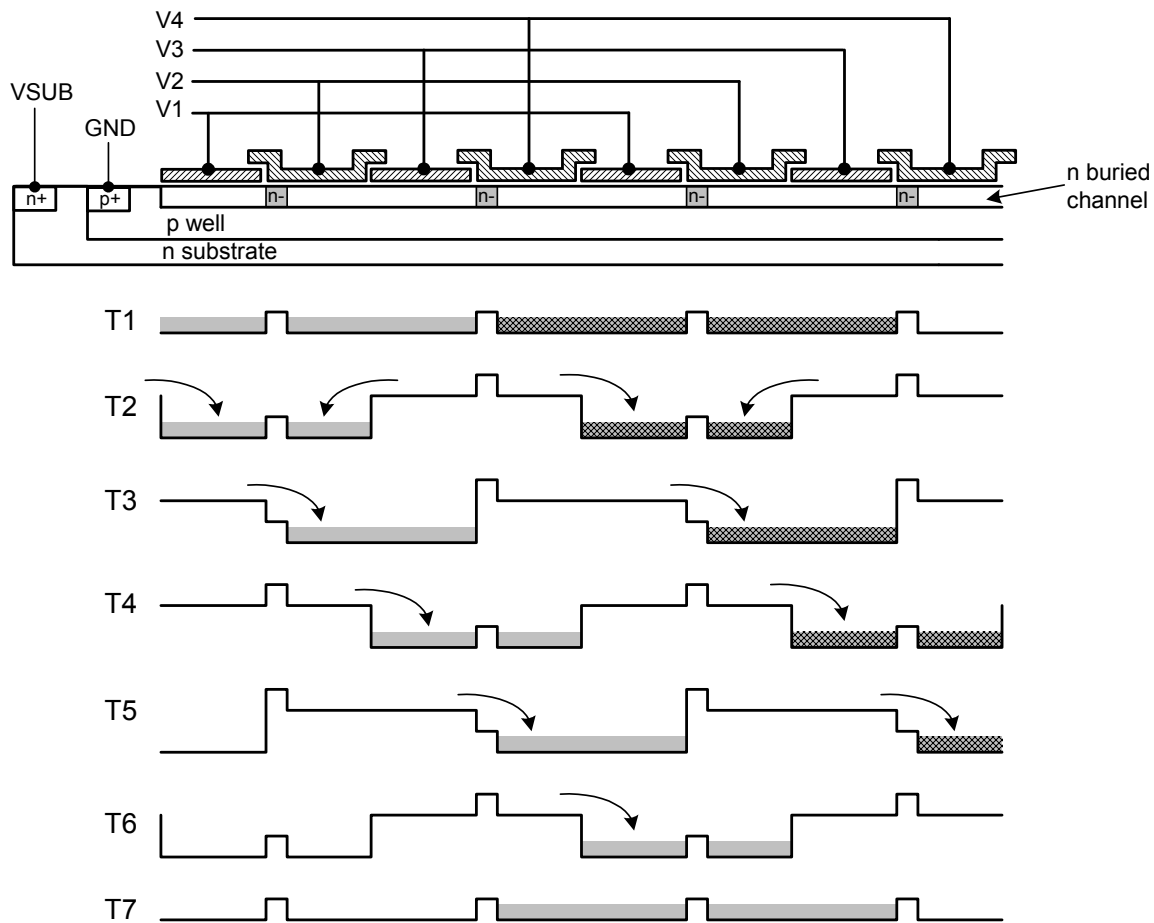 V4
V3
V2
V1
VSUB
GND
n+
p+
n-
n-
n-
n-
n buried
channel
p well
n substrate
T1
T2
T3
T4
T5
T6
T7